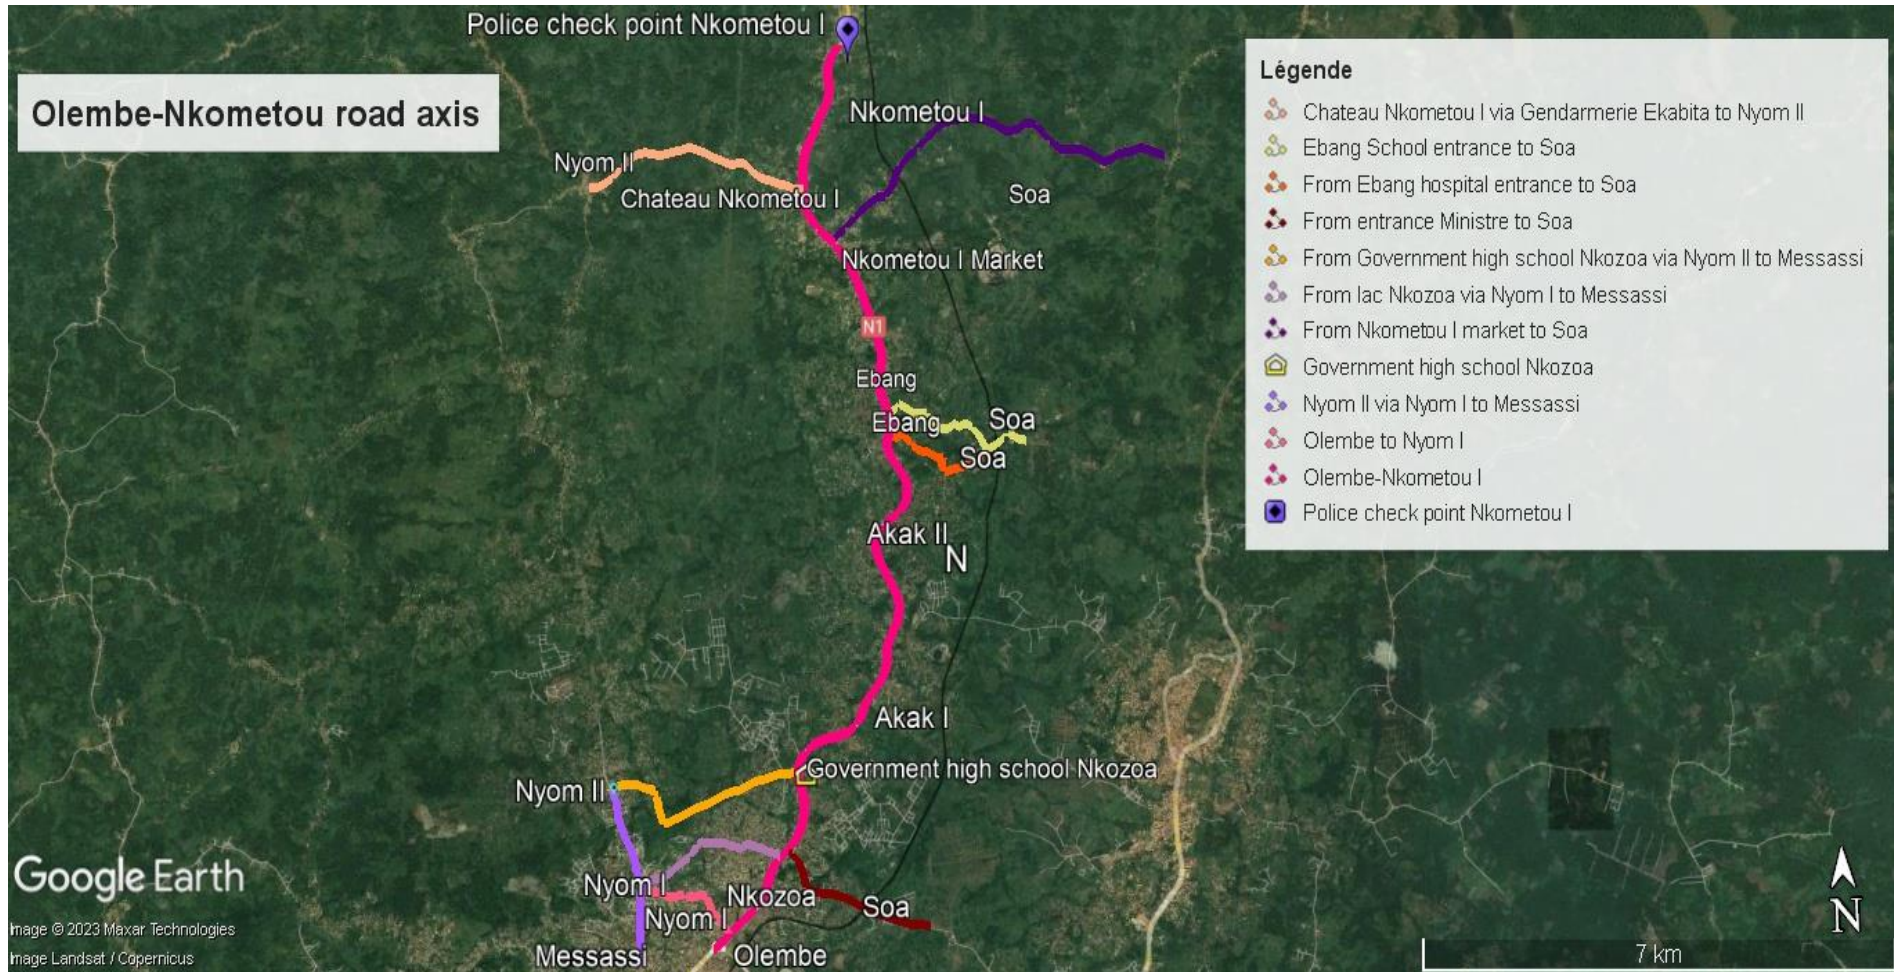 Police check point Nkometou I
Olembe-Nkometou road axis
Nkometou I
Nyom II
Chateau Nkometou I
Soa
Nkometou I Market
N1
Ebang
Ebang
Soa
Soa
Akak II
N
Akak I
Government high school Nkozoa
Nyom II
Nyom I
Nkozoa
Nyom I
Soa
Messassi
Olembe
Légende
Chateau Nkometou I via Gendarmerie Ekabita to Nyom II
Ebang School entrance to Soa
From Ebang hospital entrance to Soa
From entrance Ministre to Soa
From Government high school Nkozoa via Nyom II to Messassi
From lac Nkozoa via Nyom I to Messassi
From Nkometou I market to Soa
Government high school Nkozoa
Nyom II via Nyom I to Messassi
Olembe to Nyom I
Olembe-Nkometou I
Police check point Nkometou I
Google Earth
Image © 2023 Maxar Technologies
Image Landsat / Copernicus
N
7 km